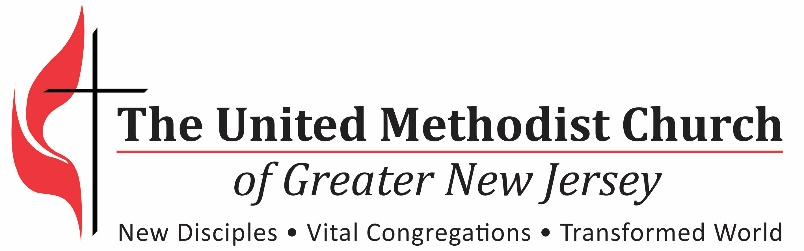 The United Methodist Church
of Greater New Jersey
New Disciples • Vital Congregations • Transformed World